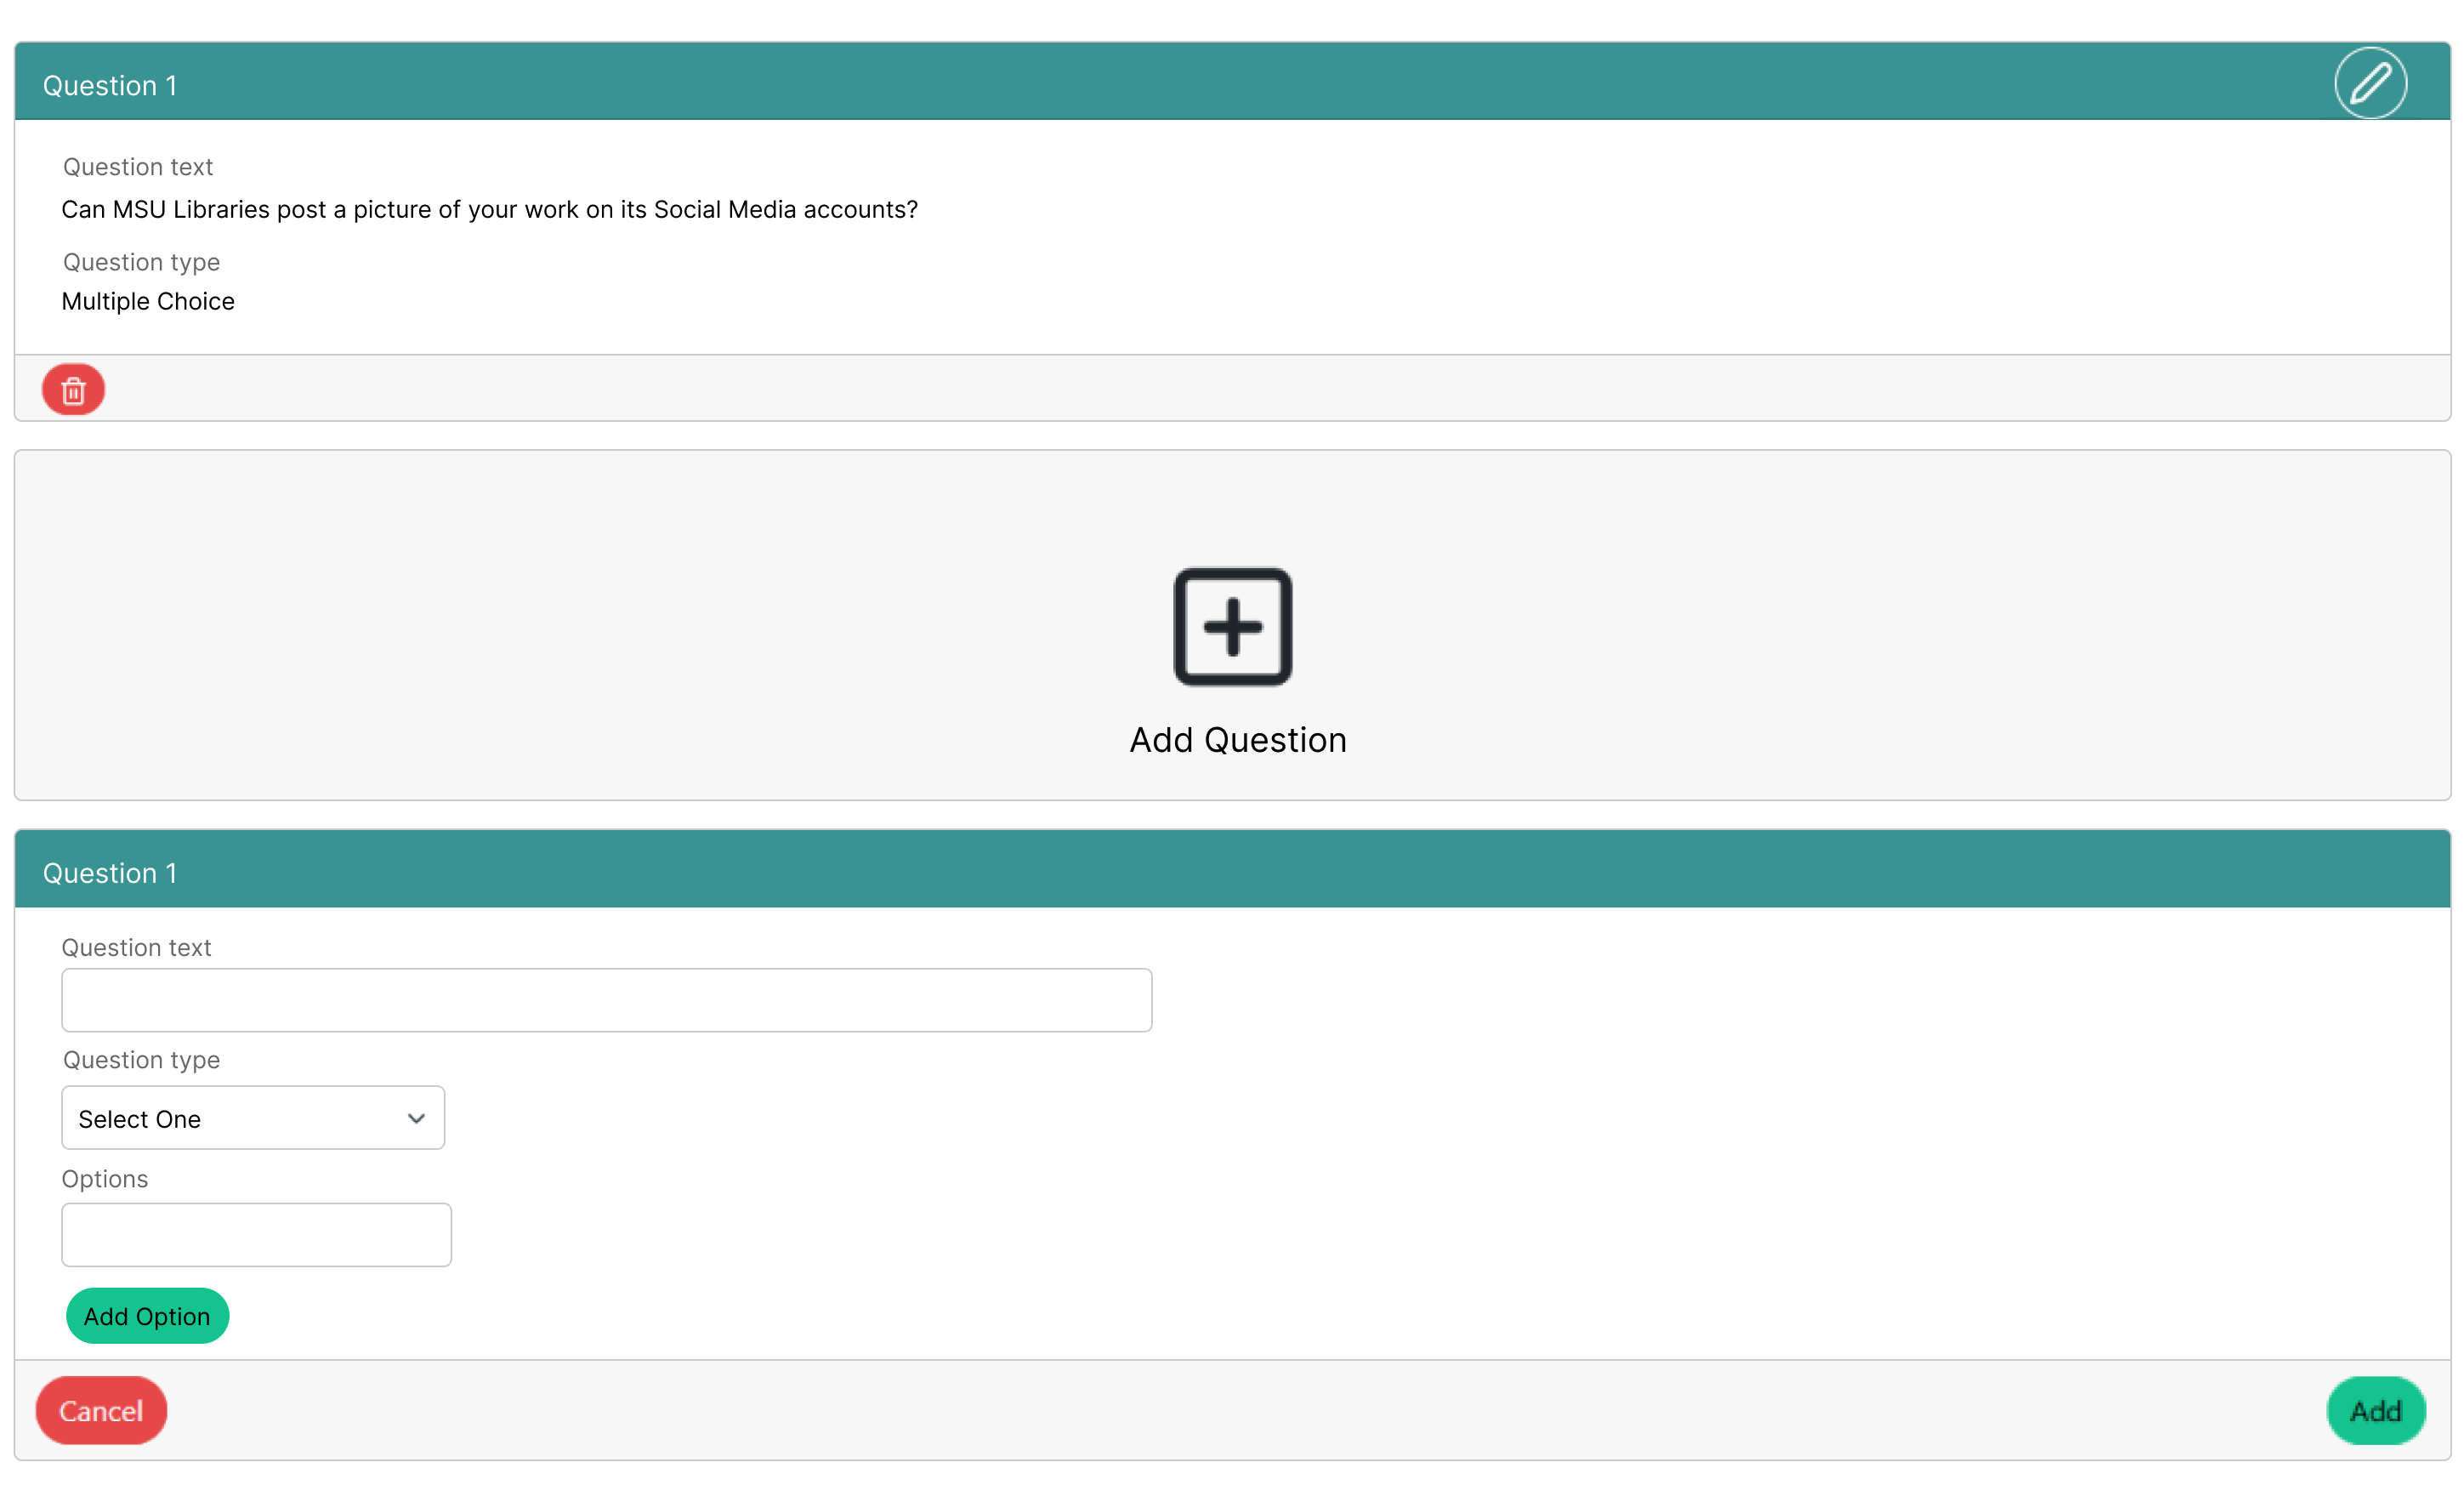 Question 1
Question text
Can MSU Libraries post a picture of your work on its Social Media accounts?
Question type
Multiple Choice
Add Question
Question 1
Question text
Question type
Select One
Options
Add Option
Cancel
Add